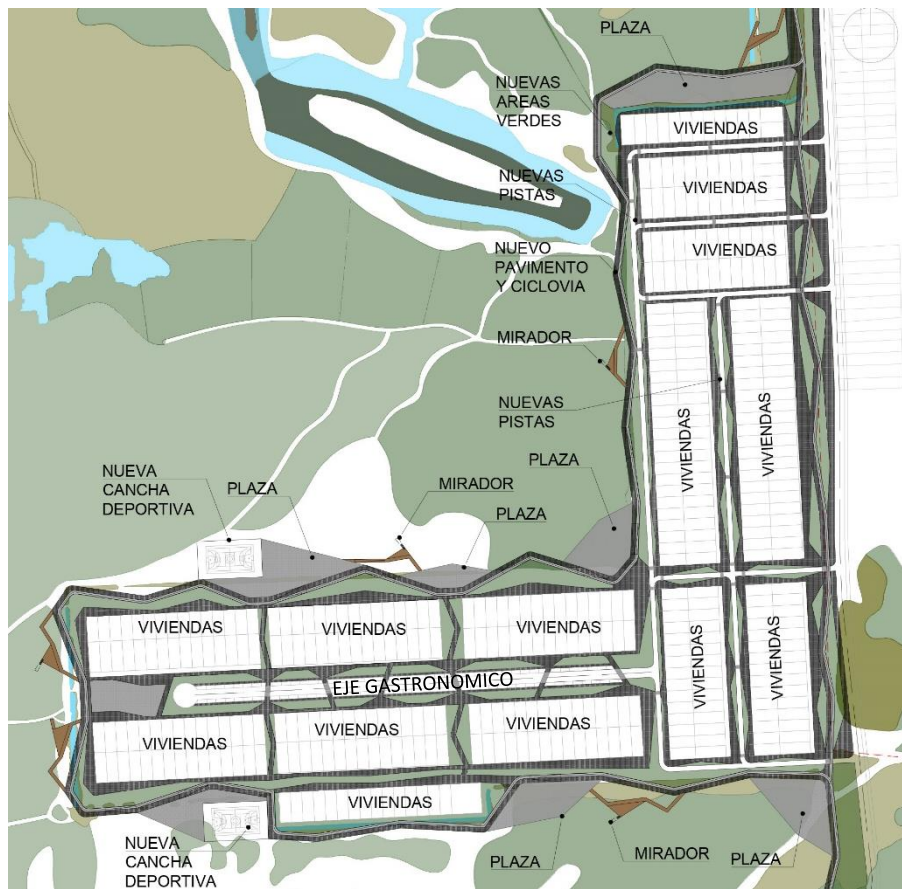 PLAZA
NUEVAS
AREAS
VERDES
VIVIENDAS
NUEVAS
PISTAS
VIVIENDAS
NUEVO
PAVIMENTO
Y CICLOVIA
VIVIENDAS
MIRADOR
NUEVAS
PISTAS
VIVIENDAS
VIVIENDAS
PLAZA
NUEVA
CANCHA
DEPORTIVA
PLAZA
MIRADOR
PLAZA
VIVIENDAS
VIVIENDAS
VIVIENDAS
VIVIENDAS
VIVIENDAS
EJE GASTRONOMICO
VIVIENDAS
VIVIENDAS
VIVIENDAS
VIVIENDAS
NUEVA
CANCHA
DEPORTIVA
PLAZA
MIRADOR
PLAZA